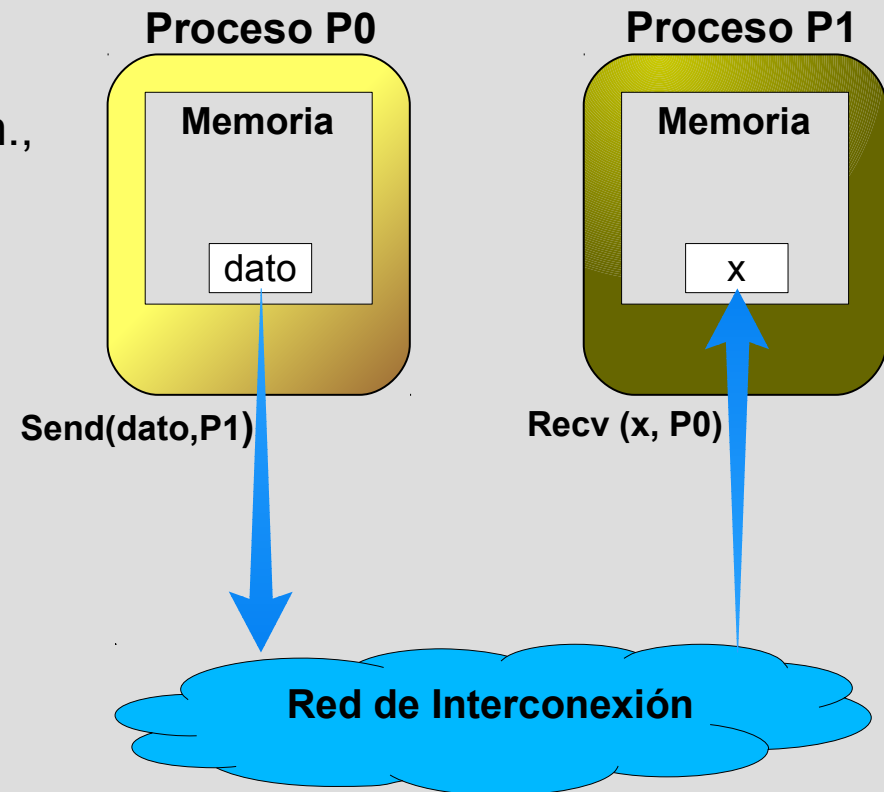 Proceso P0
Proceso P1
Memoria
Memoria
dato
x
Send(dato,P1)
Recv (x, P0)
Red de Interconexión